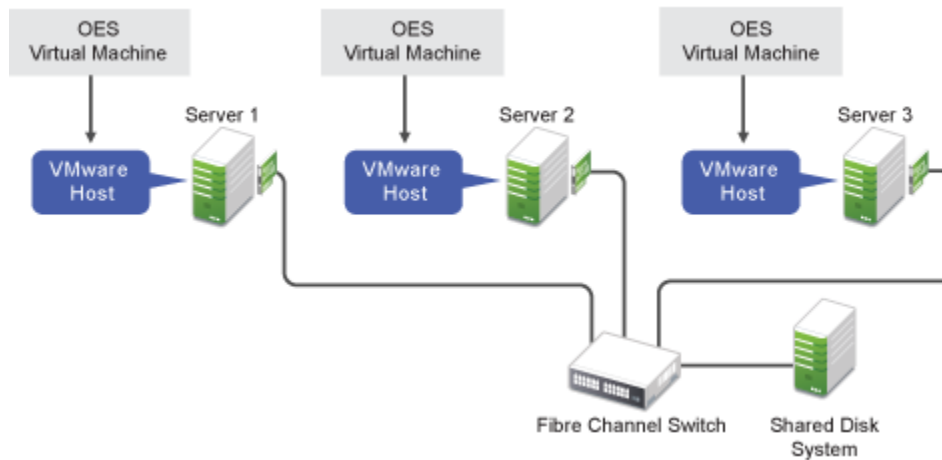 OES
Virtual Machine
OES
Virtual Machine
OES
Virtual Machine
Server 1
Server 2
Server 3
VMware
Host
VMware
Host
VMware
Host
Fibre Channel Switch
Shared Disk
System